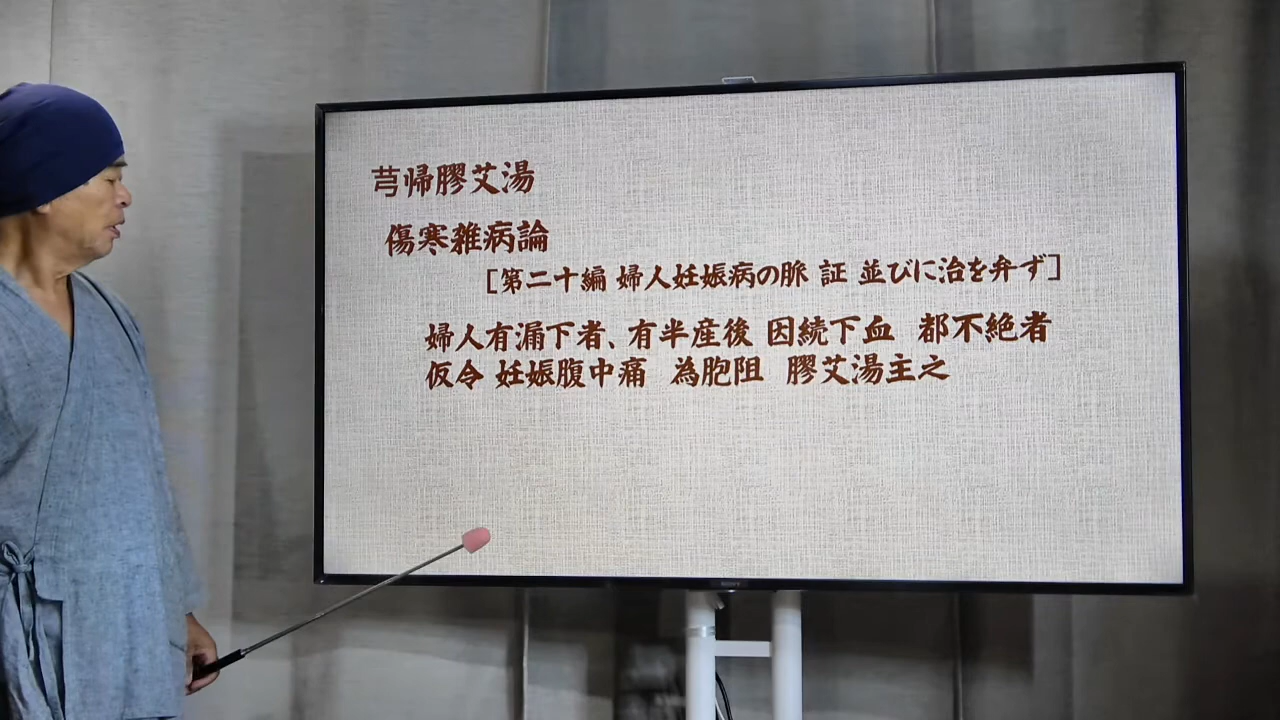 芎帰膠艾湯
傷寒雑病論
[第二十編 婦人妊娠病の脈 証 並びに治を弁ず]
婦人有漏下者、有半産後 因続下血 都不絶者
仮令 妊娠腹中痛 為胞阻 膠艾湯主之
SONY